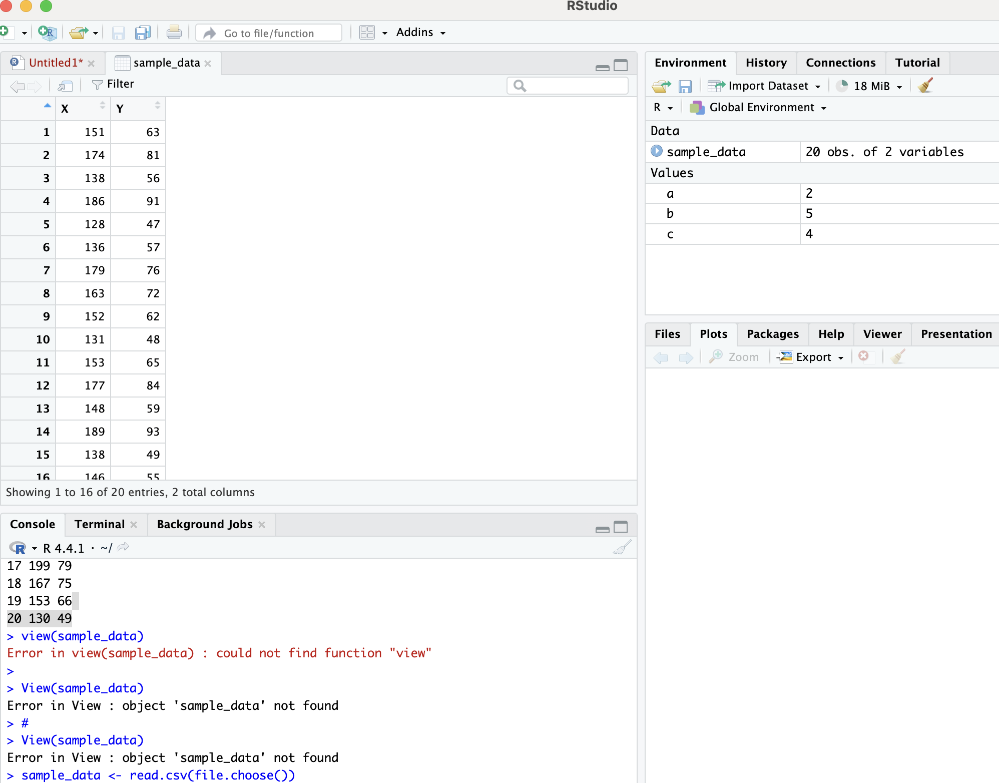 RStudio
Go to file/function
Addins
Untitled1*
sample_data
Filter
X Y
1 151 63
2 174 81
3 138 56
4 186 91
5 128 47
6 136 57
7 179 76
8 163 72
9 152 62
10 131 48
11 153 65
12 177 84
13 148 59
14 189 93
15 138 49
16 146 55
Showing 1 to 16 of 20 entries, 2 total columns
Console Terminal Background Jobs
R 4.4.1 · ~/
17 199 79
18 167 75
19 153 66
20 130 49
> view(sample_data)
Error in view(sample_data) : could not find function "view"
>
> View(sample_data)
Error in View : object 'sample_data' not found
> #
> View(sample_data)
Error in View : object 'sample_data' not found
> sample_data <- read.csv(file.choose())
Environment History Connections Tutorial
Import Dataset 18 MiB
R Global Environment
Data
sample_data 20 obs. of 2 variables
Values
a 2
b 5
c 4
Files Plots Packages Help Viewer Presentation
Zoom Export